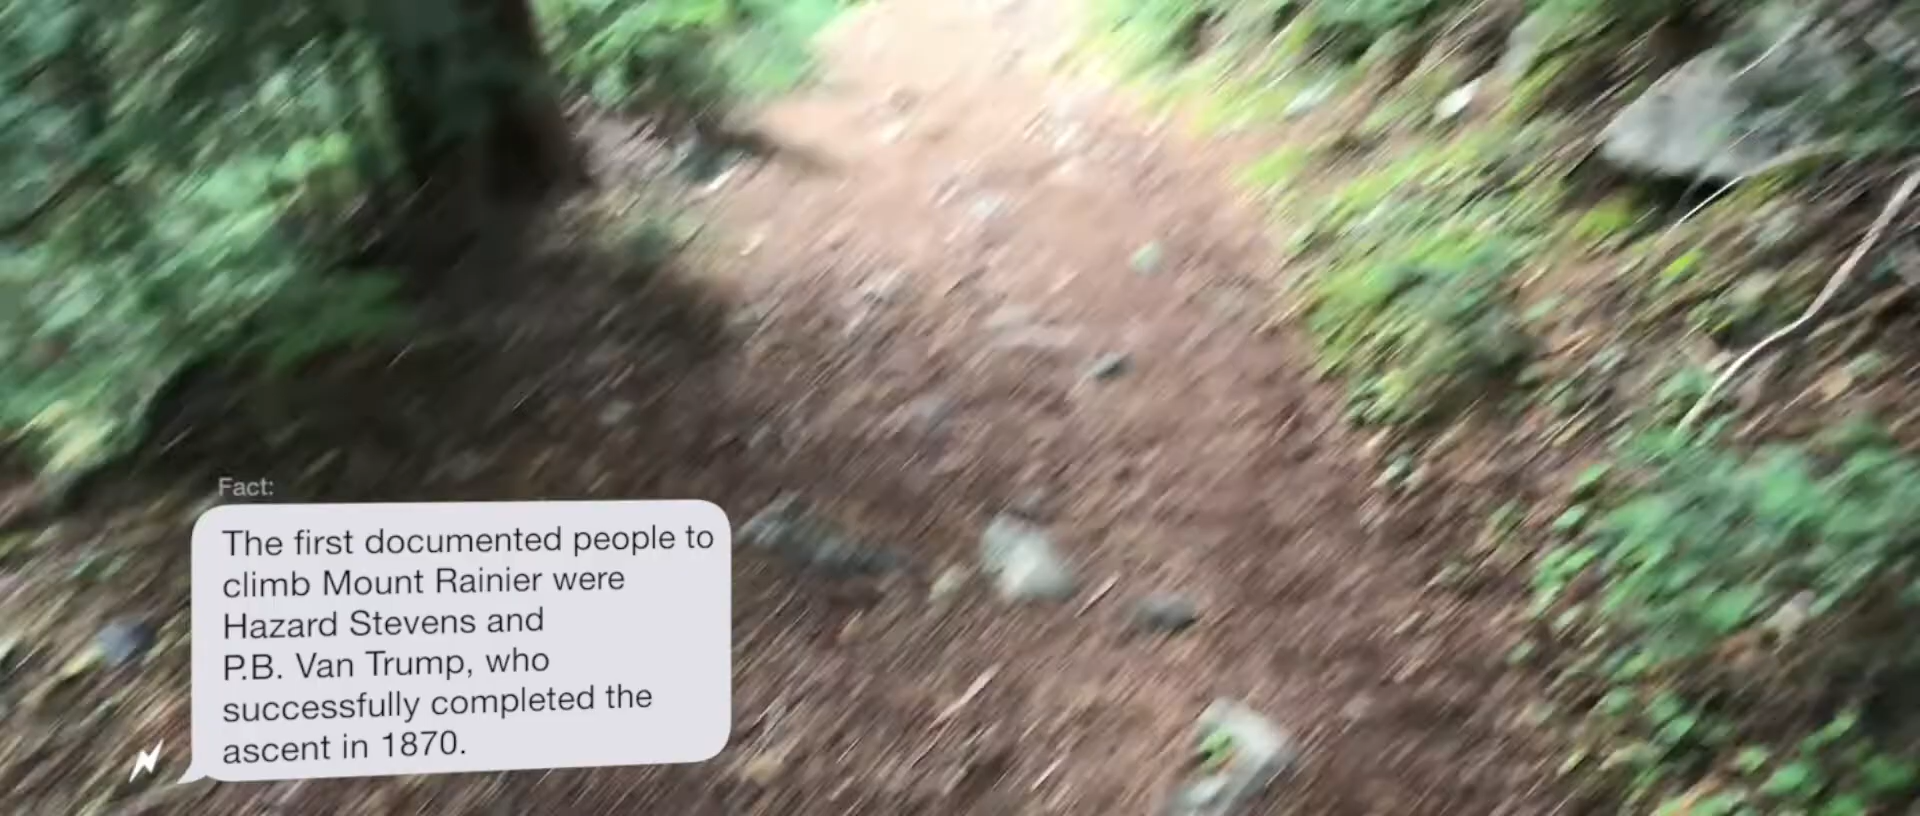 Fact:
The first documented people to
climb Mount Rainier were
Hazard Stevens and
P.B. Van Trump, who
successfully completed the
ascent in 1870.